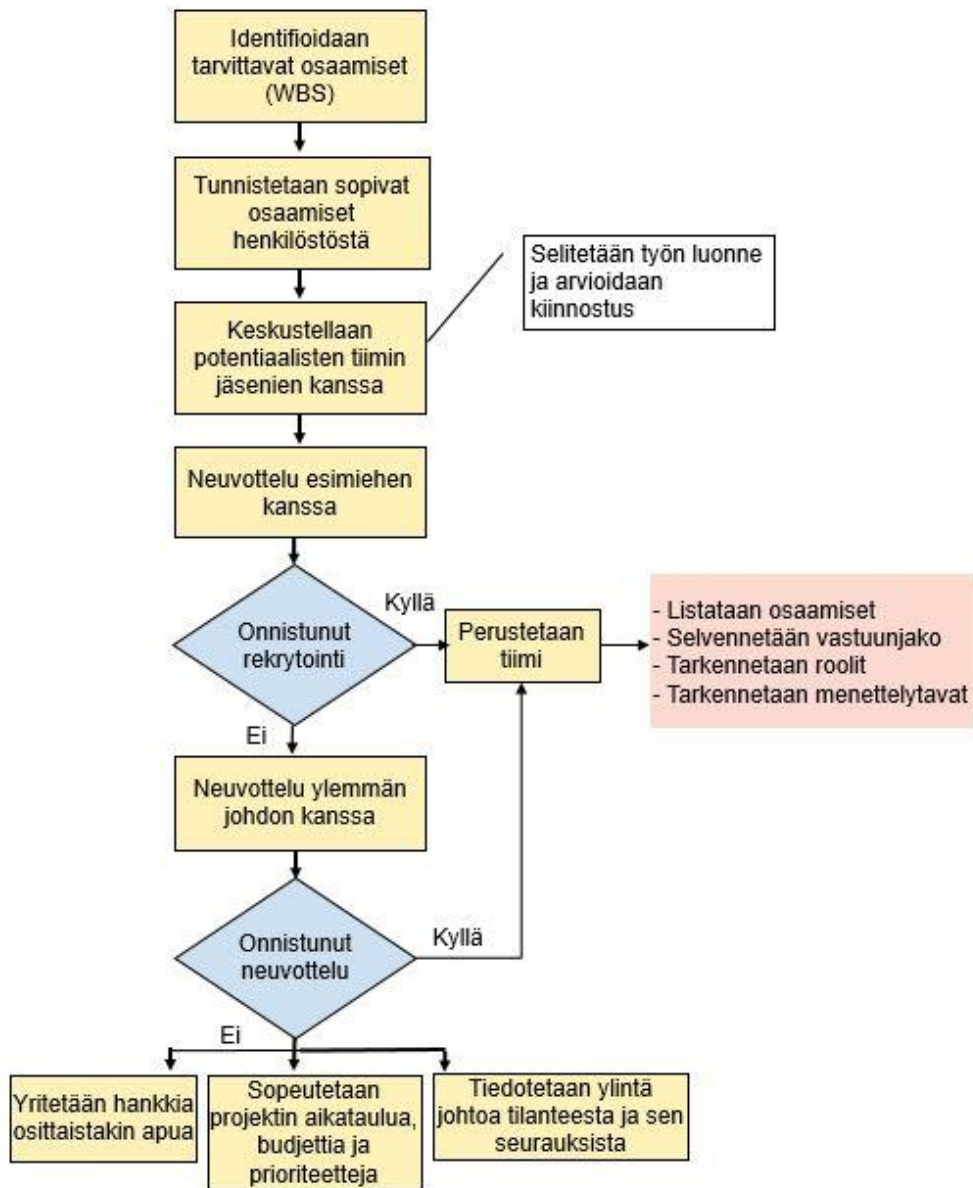 Identifioidaan
tarvittavat osaamiset
(WBS)
Tunnistetaan sopivat
osaamiset
henkilöstöstä
Selitetään työn luonne
ja arvioidaan
kiinnostus
Keskustellaan
potentiaalisten tiimin
jäsenien kanssa
Neuvottelu esimiehen
kanssa
Onnistunut
rekrytointi
Kyllä
Perustetaan
tiimi
- Listataan osaamiset
- Selvennetään vastuunjako
- Tarkennetaan roolit
- Tarkennetaan menettelytavat
Ei
Neuvottelu ylemmän
johdon kanssa
Onnistunut
neuvottelu
Kyllä
Ei
Yritetään hankkia
osittaistakin apua
Sopeutetaan
projektin aikataulua,
budjettia ja
prioriteetteja
Tiedotetaan ylintä
johtoa tilanteesta ja sen
seurauksista